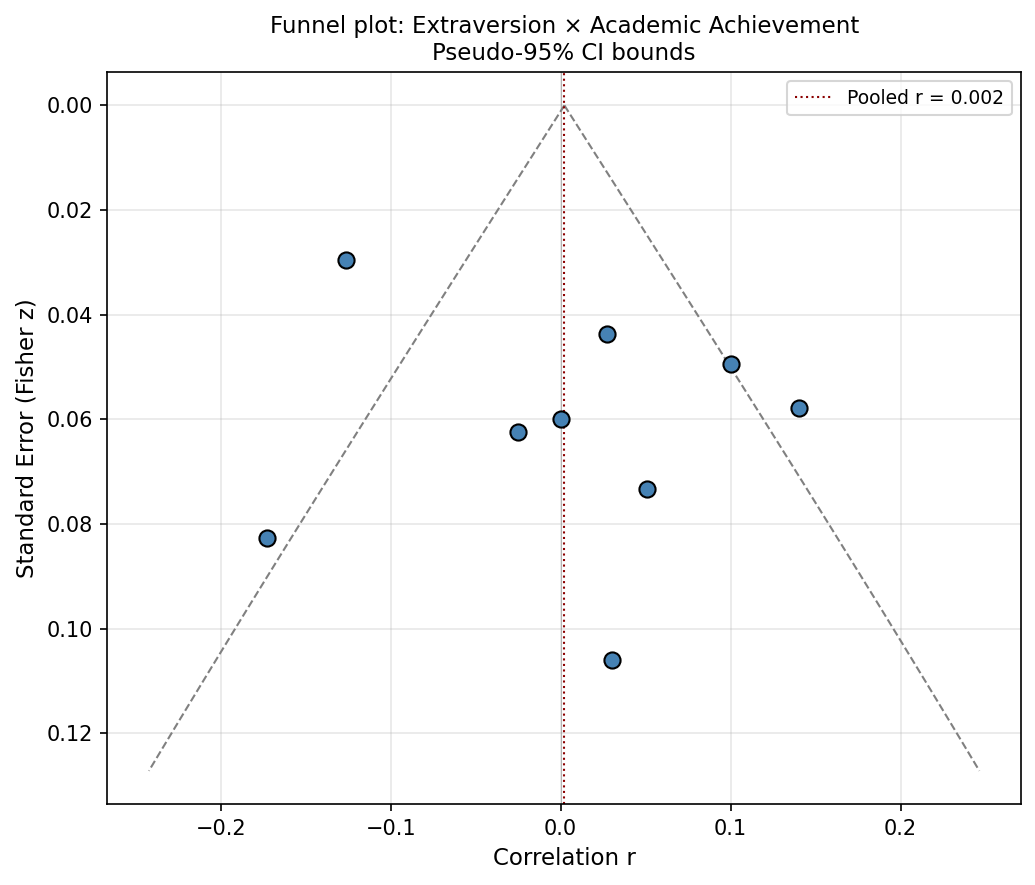 Funnel plot: Extraversion × Academic Achievement
Pseudo-95% CI bounds
Pooled r = 0.002
Standard Error (Fisher z)
0.00
0.02
0.04
0.06
0.08
0.10
0.12
−0.2
−0.1
0.0
0.1
0.2
Correlation r